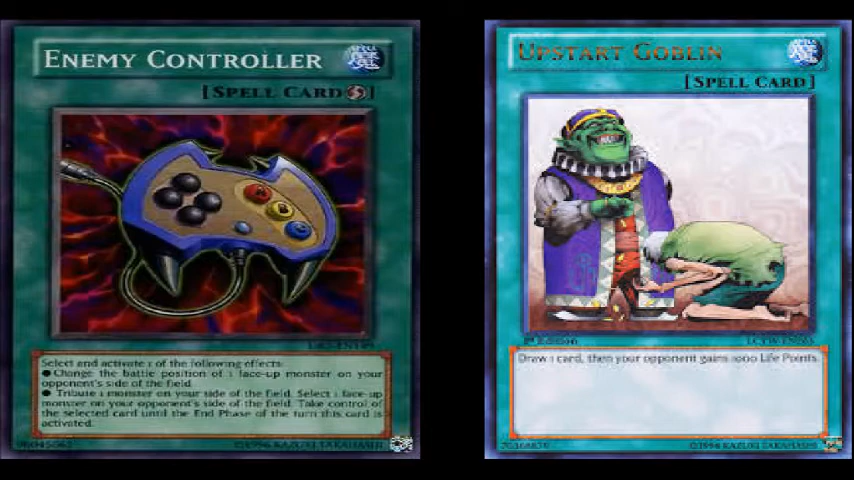 ENEMY CONTROLLER
[SPELL CARD]
Select and activate 1 of the following effects:
● Change the battle position of 1 face-up monster on your
opponent's side of the field.
● Tribute 1 monster on your side of the field. Select 1 face-up
monster on your opponent's side of the field. Take control of
the selected card until the End Phase of the turn this card is
activated.
©1996 KAZUKI TAKAHASHI
UPSTART GOBLIN
[SPELL CARD]
1st Edition
Draw 1 card, then your opponent gains 1000 Life Points.
©1996 KAZUKI TAKAHASHI